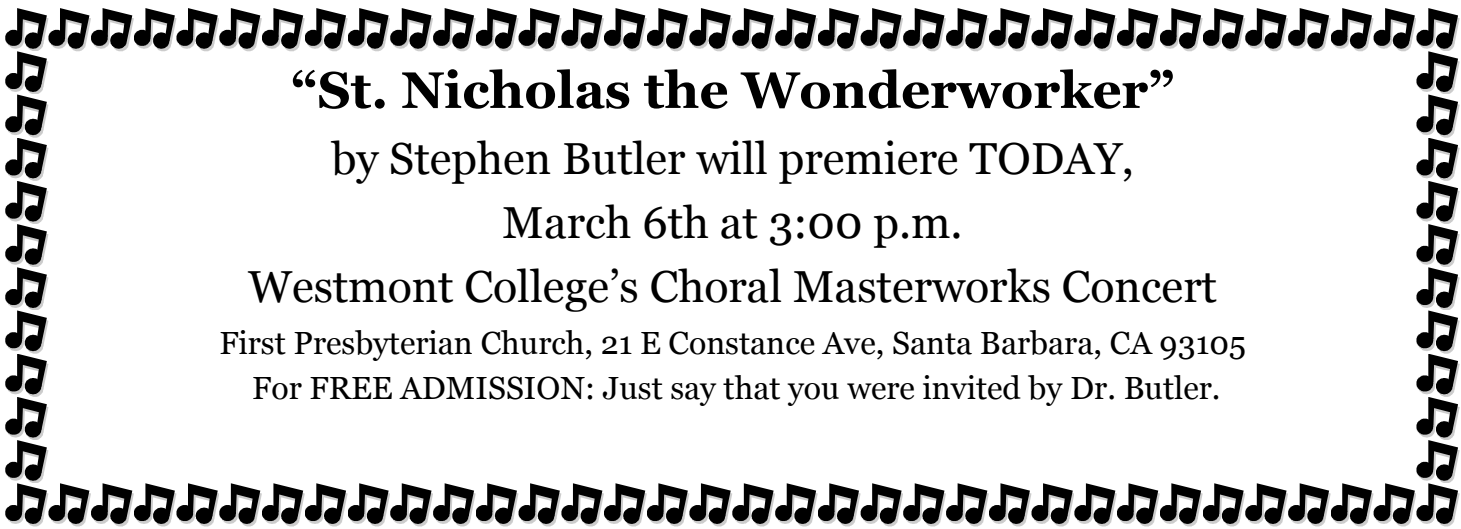 “St. Nicholas the Wonderworker”
by Stephen Butler will premiere TODAY,
March 6th at 3:00 p.m.
Westmont College’s Choral Masterworks Concert
First Presbyterian Church, 21 E Constance Ave, Santa Barbara, CA 93105
For FREE ADMISSION: Just say that you were invited by Dr. Butler.